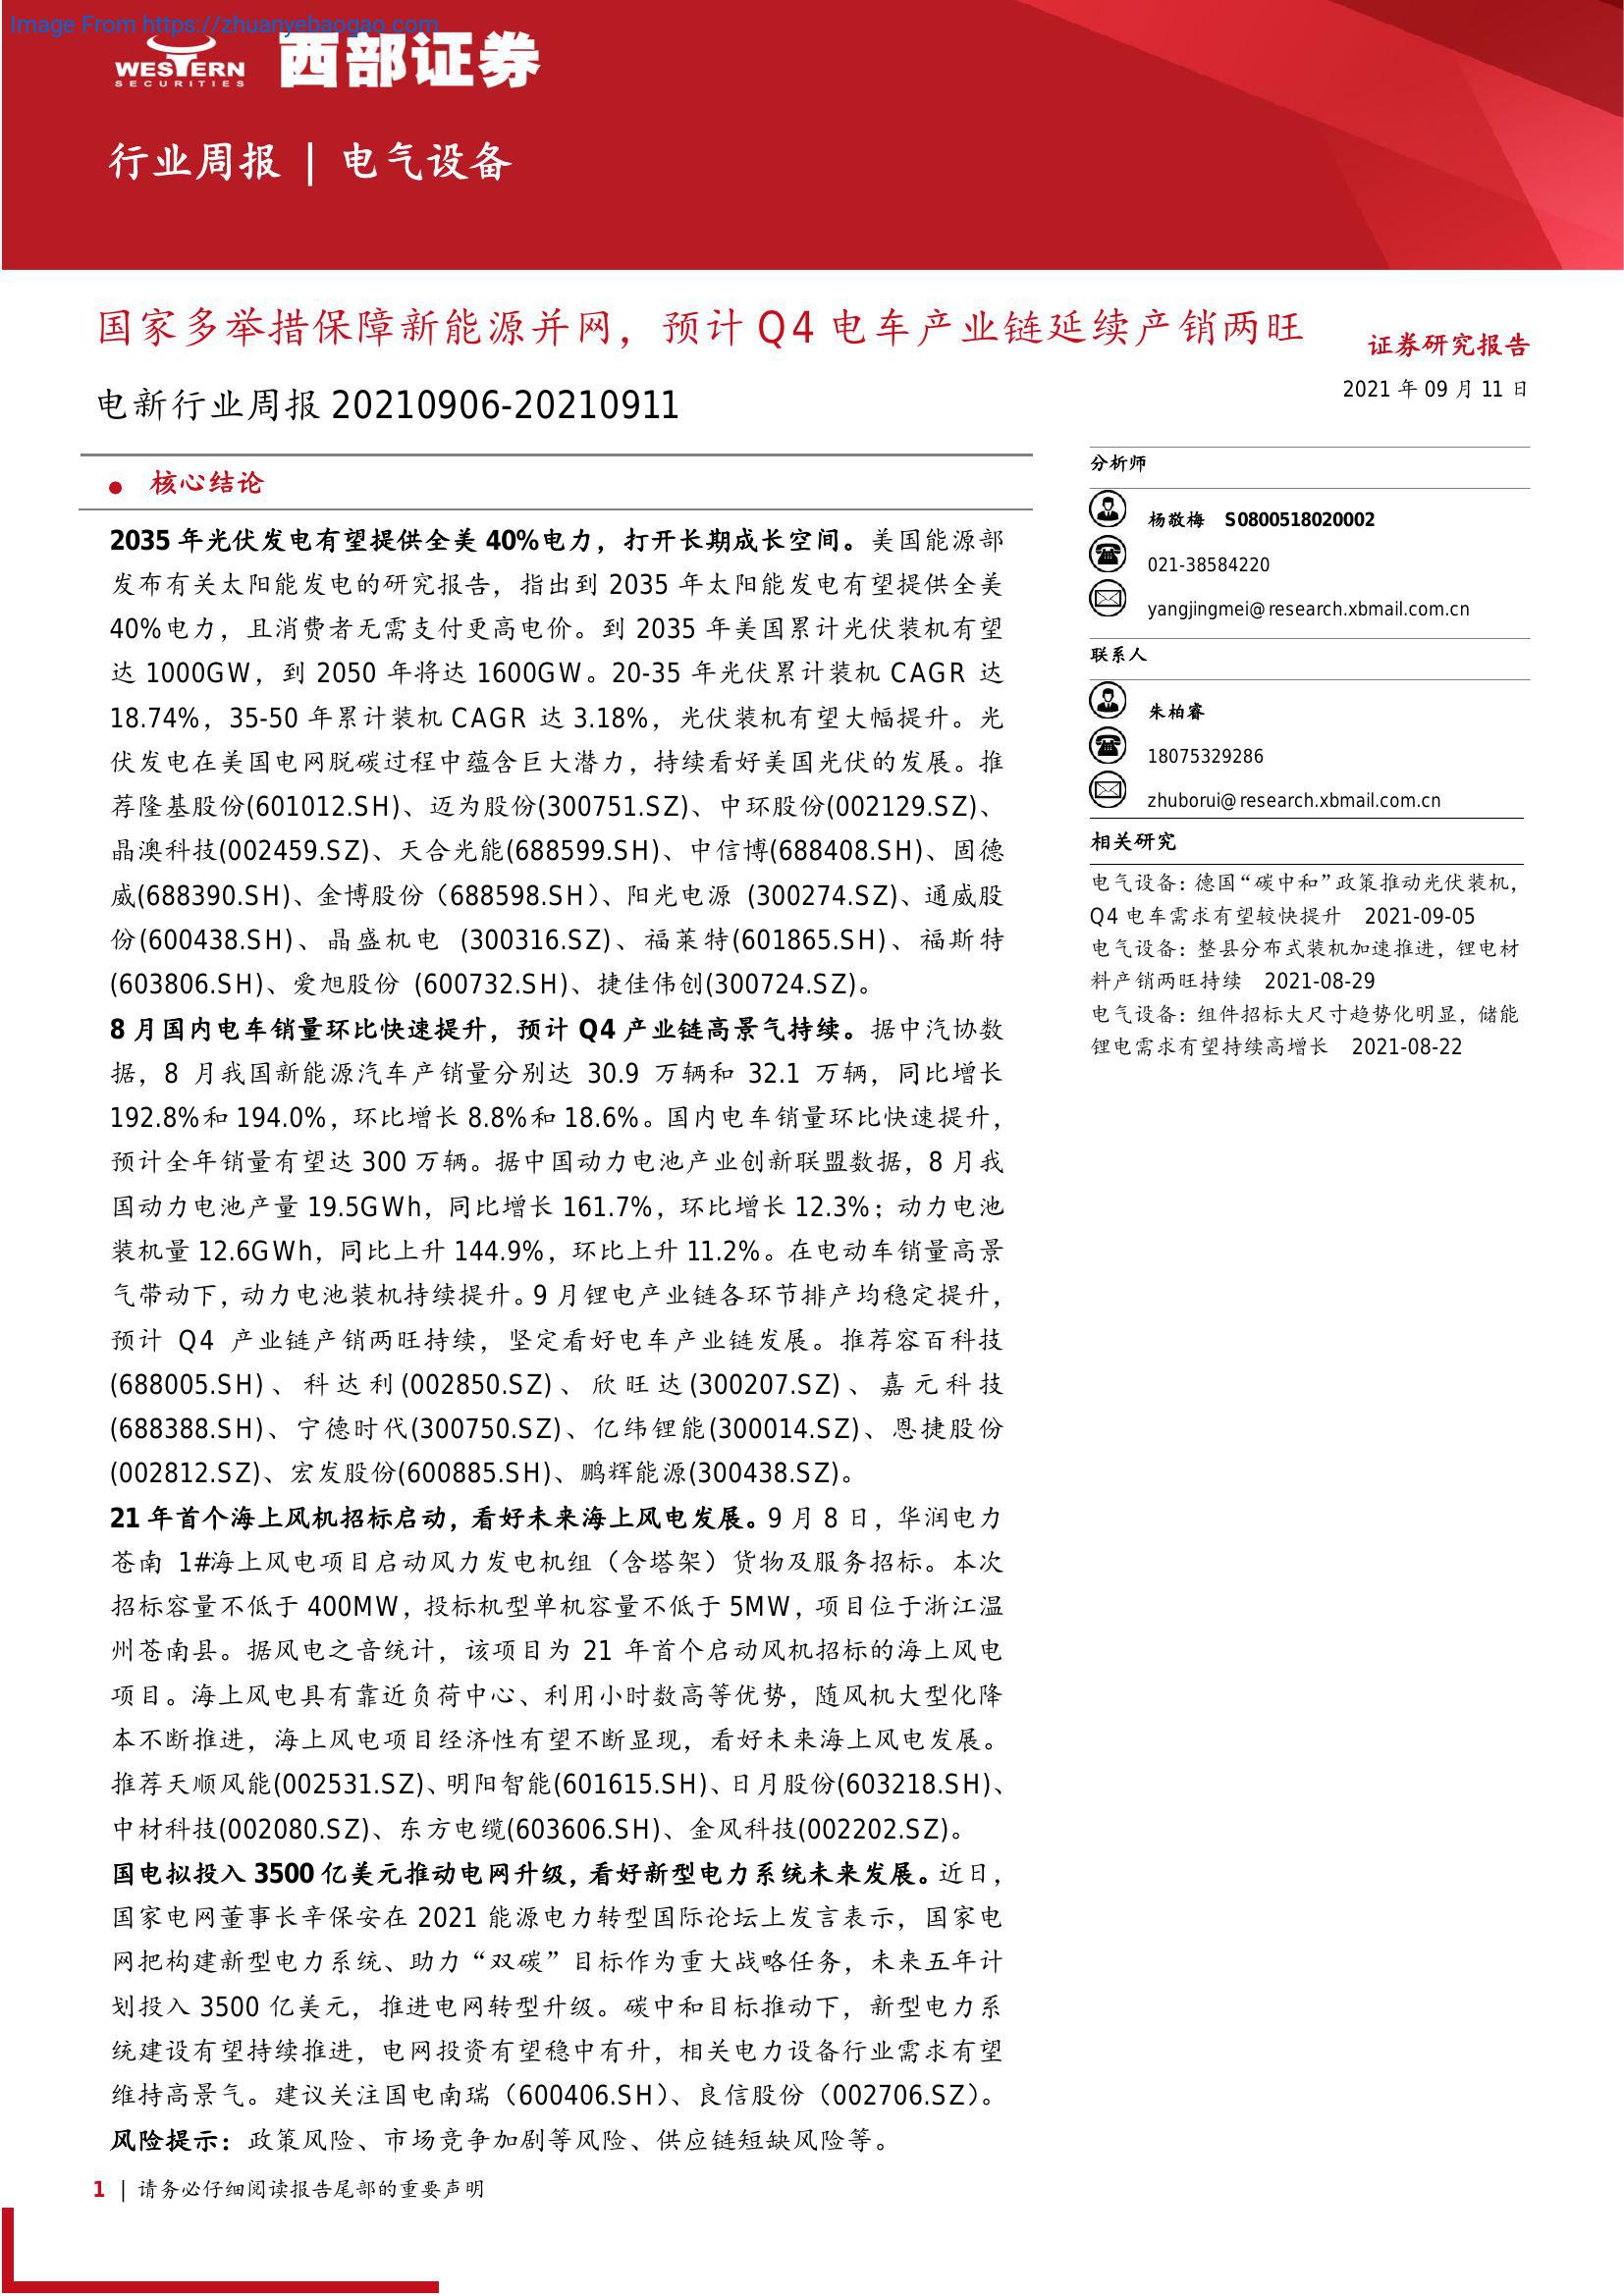 Image From https://zhuanyebaogao.com
WESTERN
SECURITIES
西部证券
行业周报 | 电气设备
国家多举措保障新能源并网，预计 Q4 电车产业链延续产销两旺
电新行业周报 20210906-20210911
证券研究报告
2021 年 09 月 11 日
● 核心结论
2035 年光伏发电有望提供全美 40%电力，打开长期成长空间。美国能源部
发布有关太阳能发电的研究报告，指出到 2035 年太阳能发电有望提供全美
40%电力，且消费者无需支付更高电价。到 2035 年美国累计光伏装机有望
达 1000GW，到 2050 年将达 1600GW。20-35 年光伏累计装机 CAGR 达
18.74%，35-50 年累计装机 CAGR 达 3.18%，光伏装机有望大幅提升。光
伏发电在美国电网脱碳过程中蕴含巨大潜力，持续看好美国光伏的发展。推
荐隆基股份(601012.SH)、迈为股份(300751.SZ)、中环股份(002129.SZ)、
晶澳科技(002459.SZ)、天合光能(688599.SH)、中信博(688408.SH)、固德
威(688390.SH)、金博股份（688598.SH）、阳光电源 (300274.SZ)、通威股
份(600438.SH)、晶盛机电 (300316.SZ)、福莱特(601865.SH)、福斯特
(603806.SH)、爱旭股份 (600732.SH)、捷佳伟创(300724.SZ)。
8 月国内电车销量环比快速提升，预计 Q4 产业链高景气持续。据中汽协数
据，8 月我国新能源汽车产销量分别达 30.9 万辆和 32.1 万辆，同比增长
192.8%和 194.0%，环比增长 8.8%和 18.6%。国内电车销量环比快速提升，
预计全年销量有望达 300 万辆。据中国动力电池产业创新联盟数据，8 月我
国动力电池产量 19.5GWh，同比增长 161.7%，环比增长 12.3%；动力电池
装机量 12.6GWh，同比上升 144.9%，环比上升 11.2%。在电动车销量高景
气带动下，动力电池装机持续提升。9 月锂电产业链各环节排产均稳定提升，
预计 Q4 产业链产销两旺持续，坚定看好电车产业链发展。推荐容百科技
(688005.SH)、科达利(002850.SZ)、欣旺达(300207.SZ)、嘉元科技
(688388.SH)、宁德时代(300750.SZ)、亿纬锂能(300014.SZ)、恩捷股份
(002812.SZ)、宏发股份(600885.SH)、鹏辉能源(300438.SZ)。
21 年首个海上风机招标启动，看好未来海上风电发展。9 月 8 日，华润电力
苍南 1#海上风电项目启动风力发电机组（含塔架）货物及服务招标。本次
招标容量不低于 400MW，投标机型单机容量不低于 5MW，项目位于浙江温
州苍南县。据风电之音统计，该项目为 21 年首个启动风机招标的海上风电
项目。海上风电具有靠近负荷中心、利用小时数高等优势，随风机大型化降
本不断推进，海上风电项目经济性有望不断显现，看好未来海上风电发展。
推荐天顺风能(002531.SZ)、明阳智能(601615.SH)、日月股份(603218.SH)、
中材科技(002080.SZ)、东方电缆(603606.SH)、金风科技(002202.SZ)。
国电拟投入 3500 亿美元推动电网升级，看好新型电力系统未来发展。近日，
国家电网董事长辛保安在 2021 能源电力转型国际论坛上发言表示，国家电
网把构建新型电力系统、助力“双碳”目标作为重大战略任务，未来五年计
划投入 3500 亿美元，推进电网转型升级。碳中和目标推动下，新型电力系
统建设有望持续推进，电网投资有望稳中有升，相关电力设备行业需求有望
维持高景气。建议关注国电南瑞（600406.SH）、良信股份（002706.SZ）。
风险提示：政策风险、市场竞争加剧等风险、供应链短缺风险等。
分析师
杨敬梅 S0800518020002
021-38584220
yangjingmei@research.xbmail.com.cn
联系人
朱柏睿
18075329286
zhuborui@research.xbmail.com.cn
相关研究
电气设备：德国“碳中和”政策推动光伏装机，
Q4 电车需求有望较快提升 2021-09-05
电气设备：整县分布式装机加速推进，锂电材
料产销两旺持续 2021-08-29
电气设备：组件招标大尺寸趋势化明显，储能
锂电需求有望持续高增长 2021-08-22
1 | 请务必仔细阅读报告尾部的重要声明